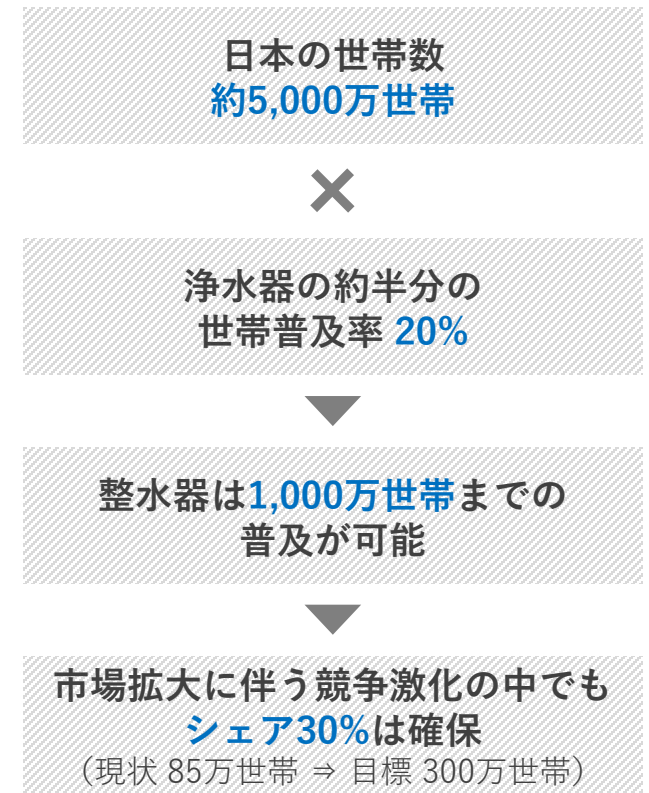 日本の世帯数
約5,000万世帯
×
浄水器の約半分の
世帯普及率 20%
整水器は1,000万世帯までの
普及が可能
市場拡大に伴う競争激化の中でも
シェア30%は確保
（現状 85万世帯 ⇒ 目標 300万世帯）